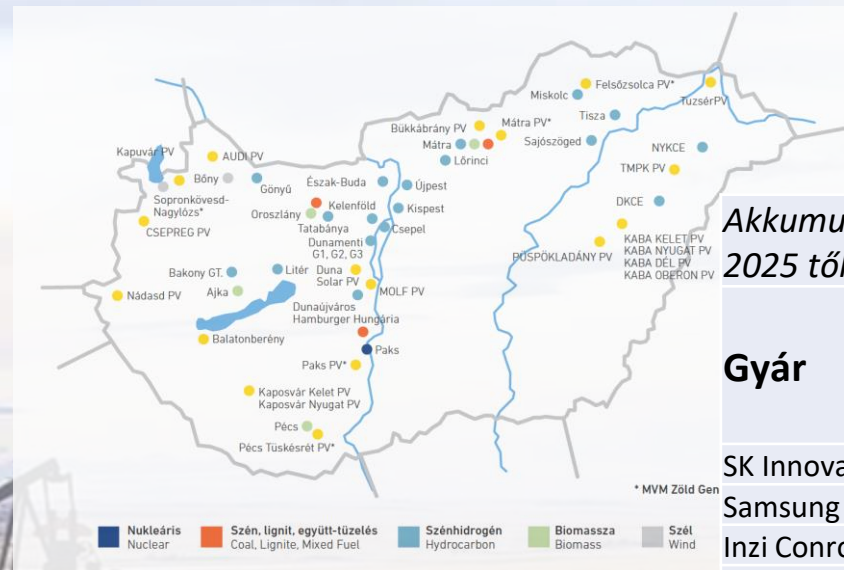 Felsőzsolca PV*
Miskolc
TuzsérPV
Mátra PV*
Tisza
Bükkábrány PV
Kapuvár PV
AUDI PV
Mátra
Sajószöged
NYKCE
Lőrinci
TMPK PV
Bőny
Gönyű
Észak-Buda
Újpest
Sopronkövesd-
Nagylózs*
Oroszlány
Kelenföld
Kispest
DKCE
CSEPREG PV
Tatabánya
Csepel
Dunamenti
G1, G2, G3
KABA KELET PV
KABA NYUGAT PV
KABA DÉL PV
KABA OBERON PV
PÜSPÖKLADÁNY PV
Bakony GT.
Litér
Duna
Solar PV
MOLF PV
Nádasd PV
Ajka
Dunaújváros
Hamburger Hungária
Balatonberény
Paks
Paks PV*
Kaposvár Kelet PV
Kaposvár Nyugat PV
Pécs
Pécs Tüskésrét PV*
* MVM Zöld Gen
Nukleáris
Nuclear
Szén, lignit, együtt-tüzelés
Coal, Lignite, Mixed Fuel
Szénhidrogén
Hydrocarbon
Biomassza
Biomass
Szél
Wind
Akkumu
2025 től
Gyár
SK Innova
Samsung
Inzi Conro